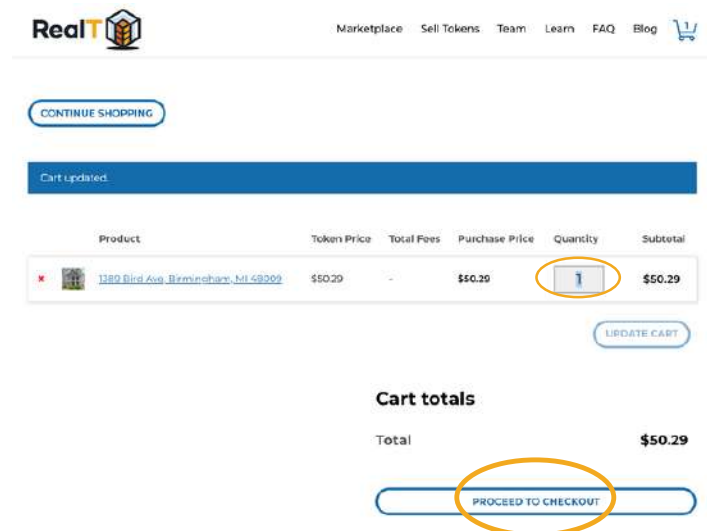 RealT
Marketplace Sell Tokens Team Learn FAQ Blog 1
CONTINUE SHOPPING
Cart updated.
Product Token Price Total Fees Purchase Price Quantity Subtotal
× 1389 Bird Ave, Birmingham, MI 48009 $50.29 - $50.29 1 $50.29
UPDATE CART
Cart totals
Total $50.29
PROCEED TO CHECKOUT